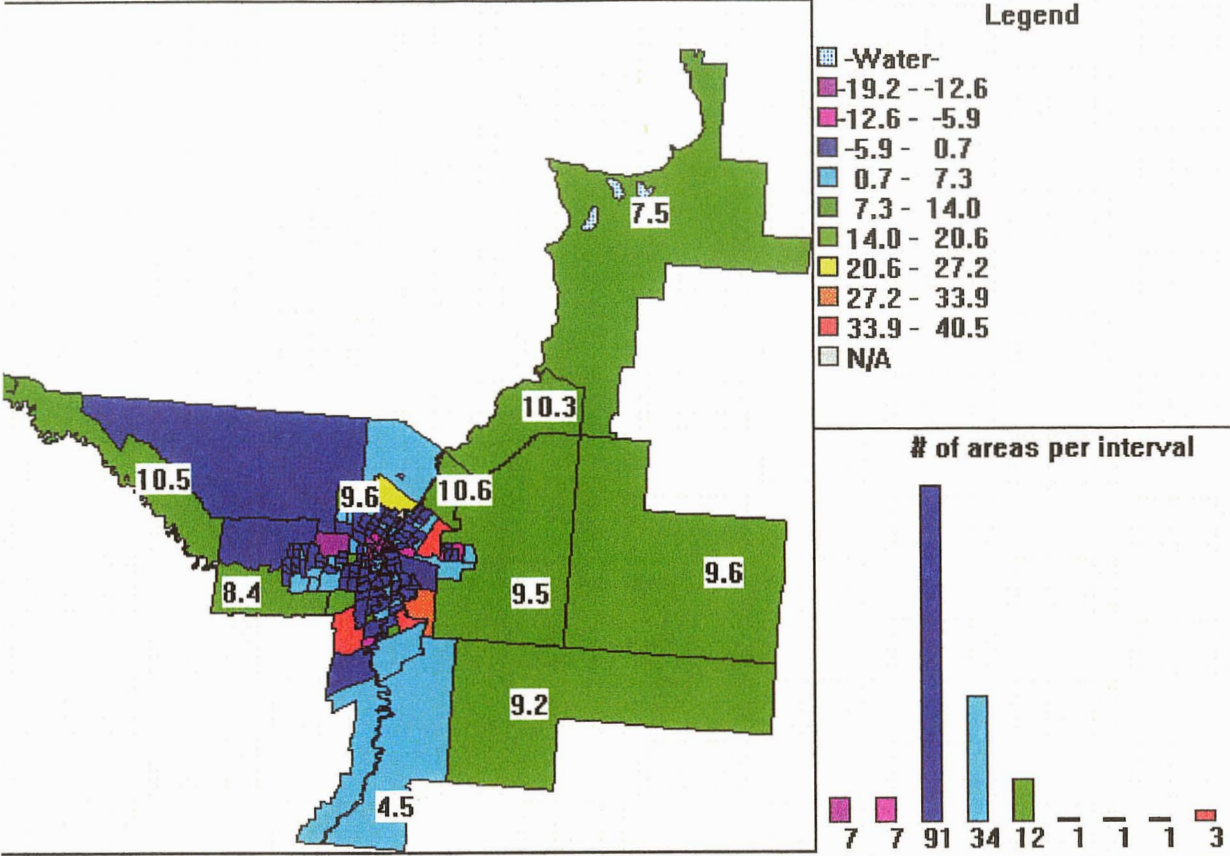 Legend
-Water-
-19.2 - -12.6
-12.6 - -5.9
-5.9 - 0.7
0.7 - 7.3
7.3 - 14.0
14.0 - 20.6
20.6 - 27.2
27.2 - 33.9
33.9 - 40.5
N/A
7.5
10.3
10.5
9.6
10.6
8.4
9.5
9.6
9.2
4.5
# of areas per interval
7 7 91 34 12 1 1 1 3